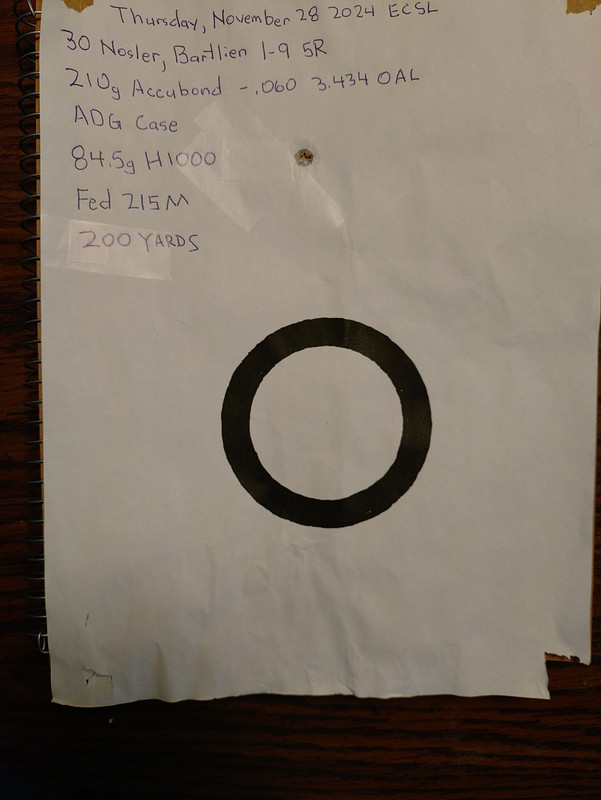 Thursday, November 28 2024 ECSL
30 Nosler, Bartlien 1-9 5R
210g Accubond -.060 3.434 OAL
ADG Case
84.5g H1000
Fed 215M
200 YARDS